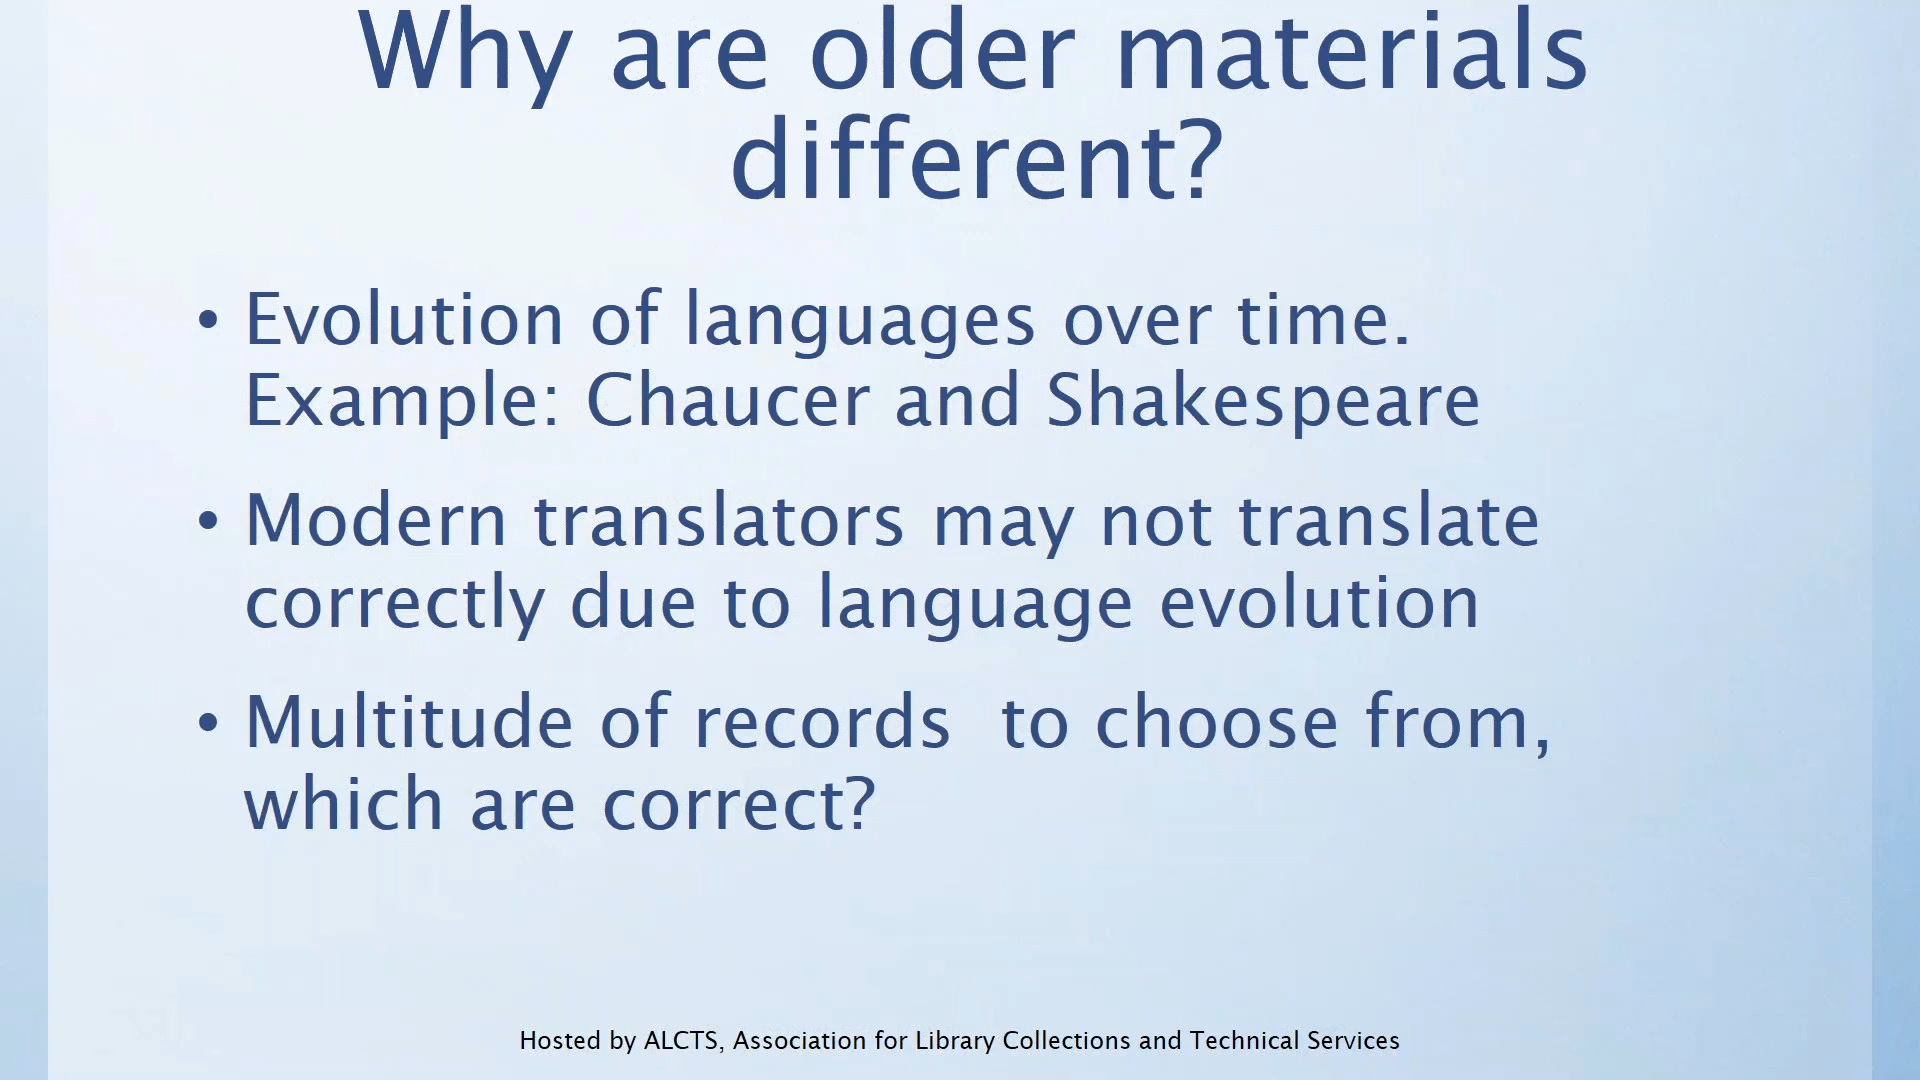 Why are older materials
different?
• Evolution of languages over time.
Example: Chaucer and Shakespeare
• Modern translators may not translate
correctly due to language evolution
• Multitude of records  to choose from,
which are correct?
Hosted by ALCTS, Association for Library Collections and Technical Services